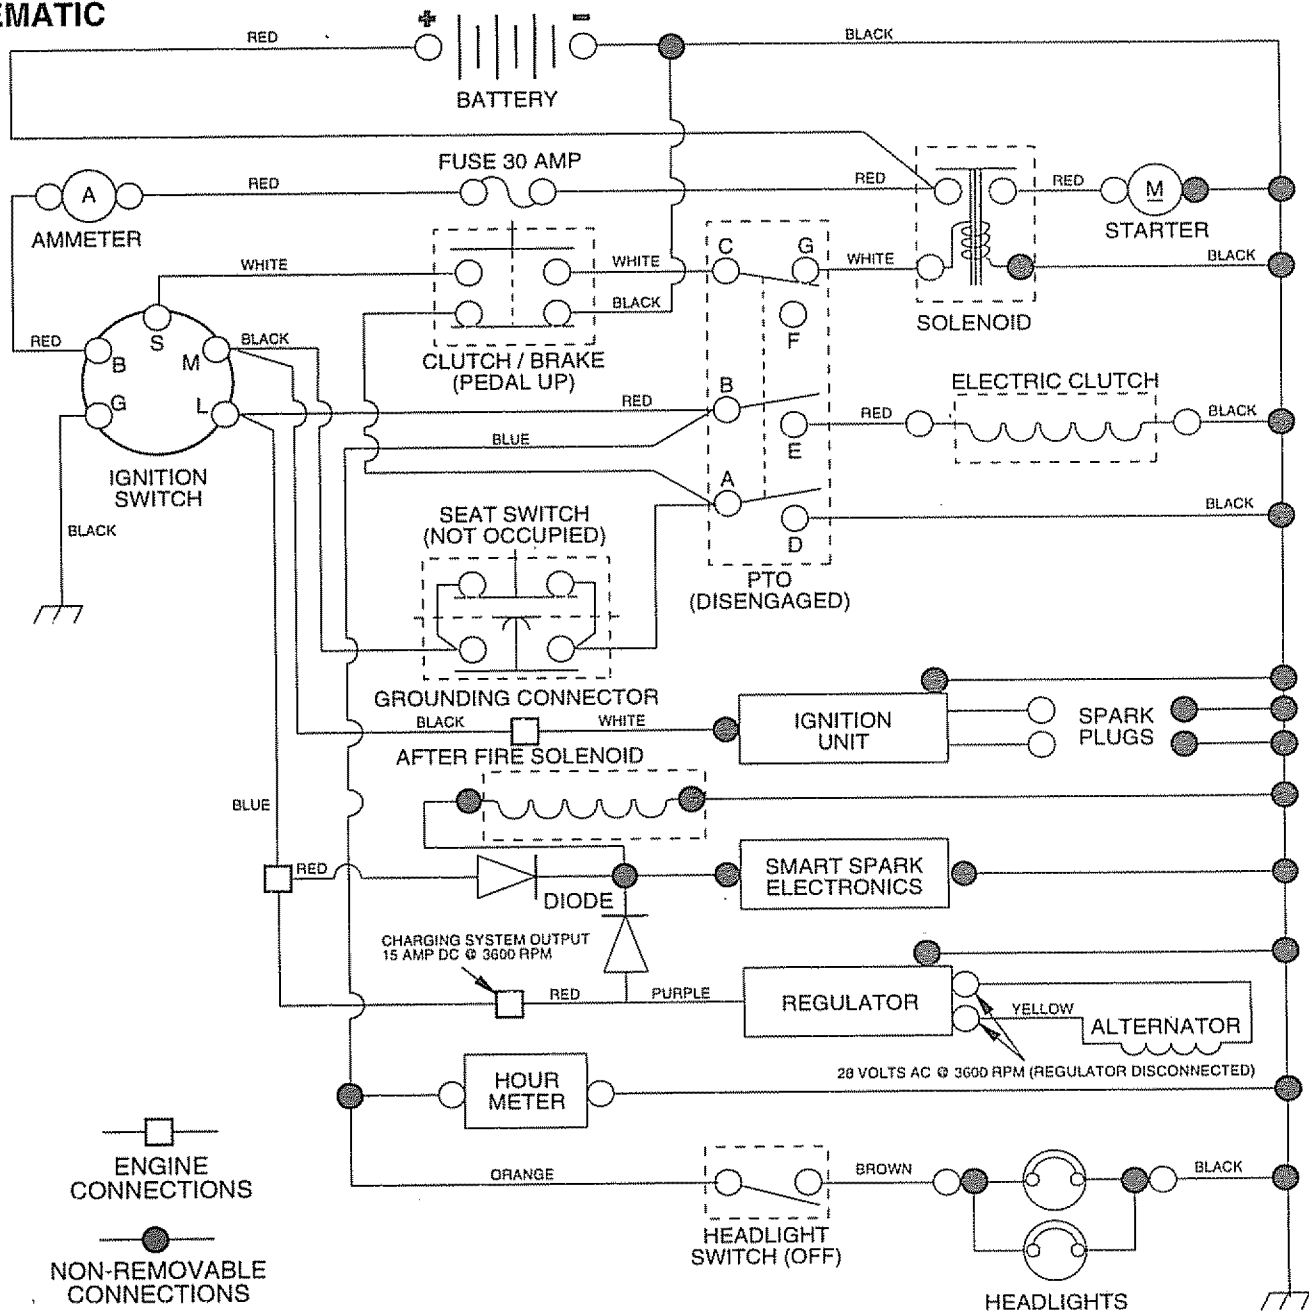 EMATIC
+
-
RED
BLACK
BATTERY
FUSE 30 AMP
A
RED
RED
RED
M
AMMETER
STARTER
WHITE
WHITE
C
G
WHITE
BLACK
BLACK
SOLENOID
RED
S
B
M
BLACK
F
CLUTCH / BRAKE
(PEDAL UP)
ELECTRIC CLUTCH
G
L
RED
B
RED
BLACK
BLUE
E
IGNITION
SWITCH
A
BLACK
SEAT SWITCH
(NOT OCCUPIED)
BLACK
D
PTO
(DISENGAGED)
GROUNDING CONNECTOR
BLACK
WHITE
IGNITION
UNIT
SPARK
PLUGS
AFTER FIRE SOLENOID
BLUE
RED
DIODE
SMART SPARK
ELECTRONICS
CHARGING SYSTEM OUTPUT
15 AMP DC @ 3600 RPM
RED
PURPLE
REGULATOR
YELLOW
ALTERNATOR
28 VOLTS AC @ 3600 RPM (REGULATOR DISCONNECTED)
HOUR
METER
ENGINE
CONNECTIONS
ORANGE
BROWN
BLACK
HEADLIGHT
SWITCH (OFF)
NON-REMOVABLE
CONNECTIONS
HEADLIGHTS